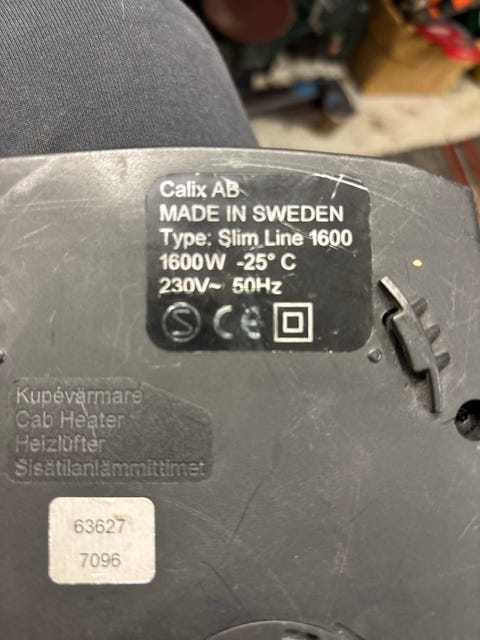 Calix AB
MADE IN SWEDEN
Type: Slim Line 1600
1600W -25° C
230V~ 50Hz
S CE
Kupévärmare
Cab Heater
Heizlüfter
Sisätilanlämmittimet
63627
7096